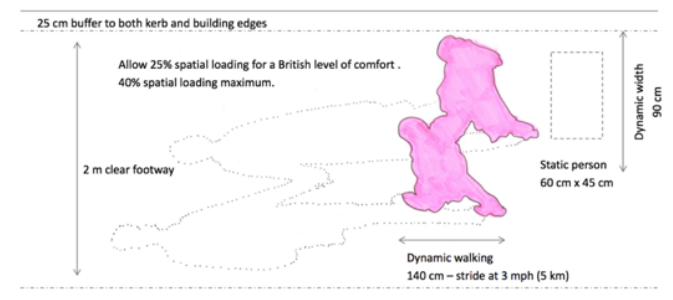 25 cm buffer to both kerb and building edges
Allow 25% spatial loading for a British level of comfort .
40% spatial loading maximum.
Dynamic width
90 cm
2 m clear footway
Static person
60 cm x 45 cm
Dynamic walking
140 cm – stride at 3 mph (5 km)